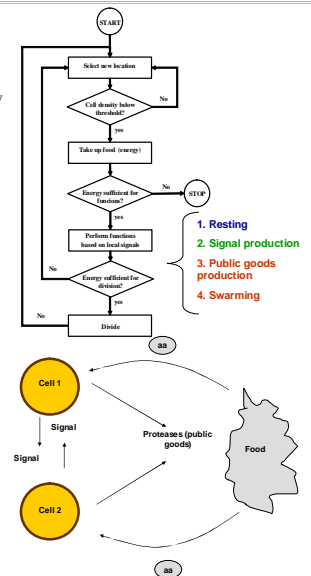 START
Select new location
No
Cell density below
threshold?
yes
Take up food (energy)
Energy sufficient for
funcions?
No
STOP
yes
Perform functions
based on local signals
1. Resting
2. Signal production
3. Public goods
production
4. Swarming
No
Energy sufficient for
division?
yes
No
Divide
aa
Cell 1
Signal
Signal
Proteases (public
goods)
Food
Cell 2
aa